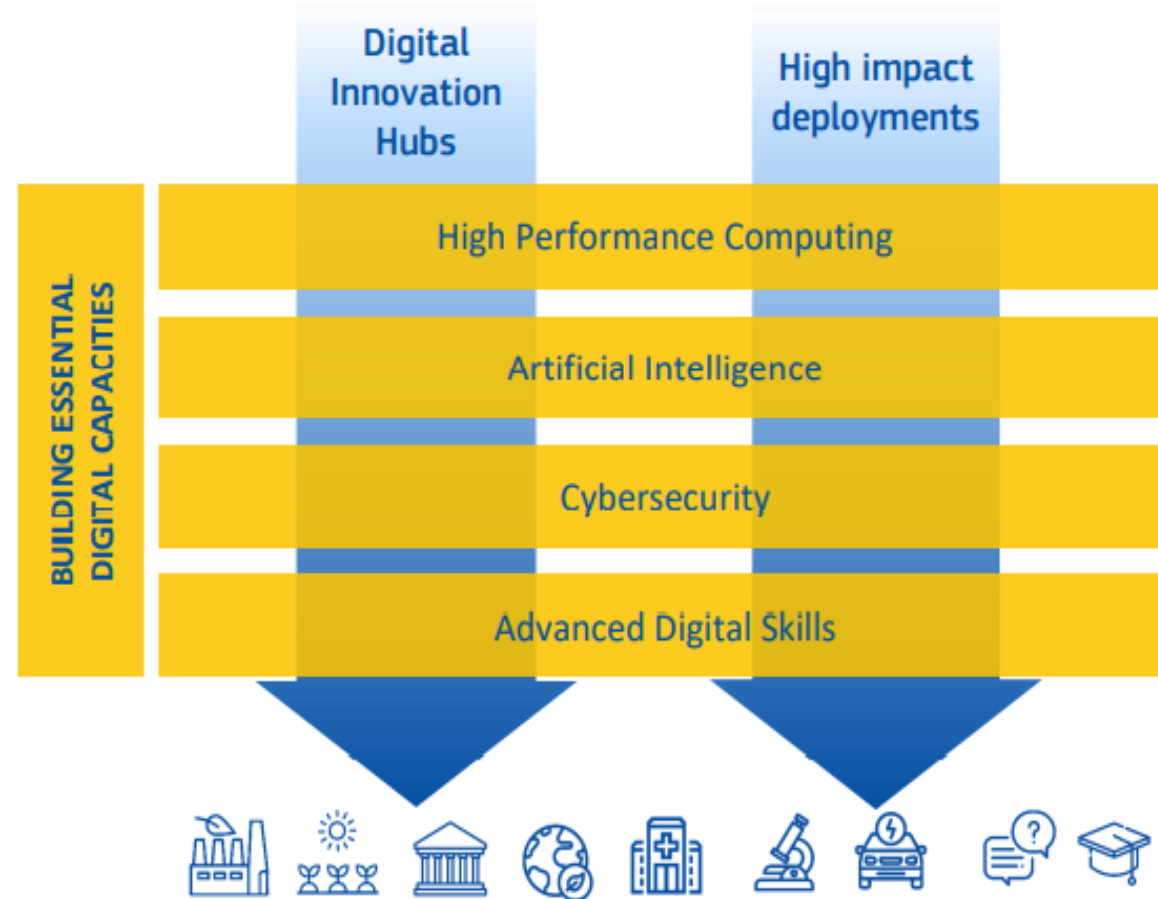 Digital
Innovation
Hubs
High impact
deployments
BUILDING ESSENTIAL
DIGITAL CAPACITIES
High Performance Computing
Artificial Intelligence
Cybersecurity
Advanced Digital Skills
?